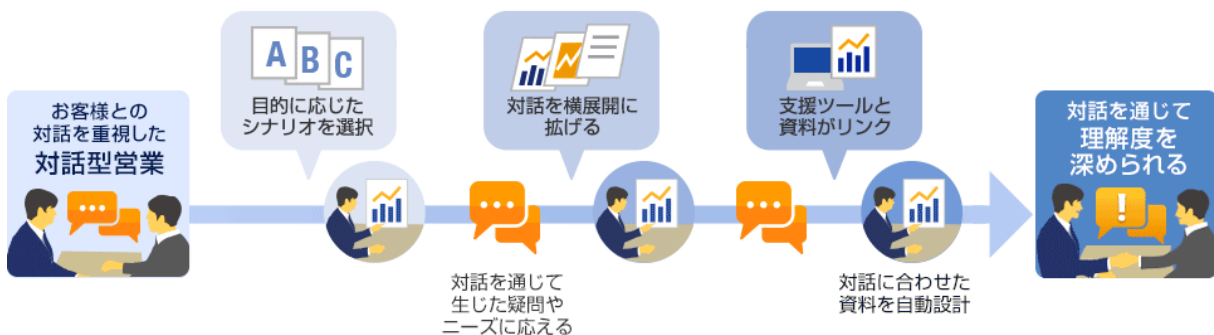 お客様との
対話を重視した
対話型営業
A B C
目的に応じた
シナリオを選択
対話を通じて
生じた疑問や
ニーズに応える
対話を横展開に
拡げる
支援ツールと
資料がリンク
対話に合わせた
資料を自動設計
対話を通じて
理解度を
深められる